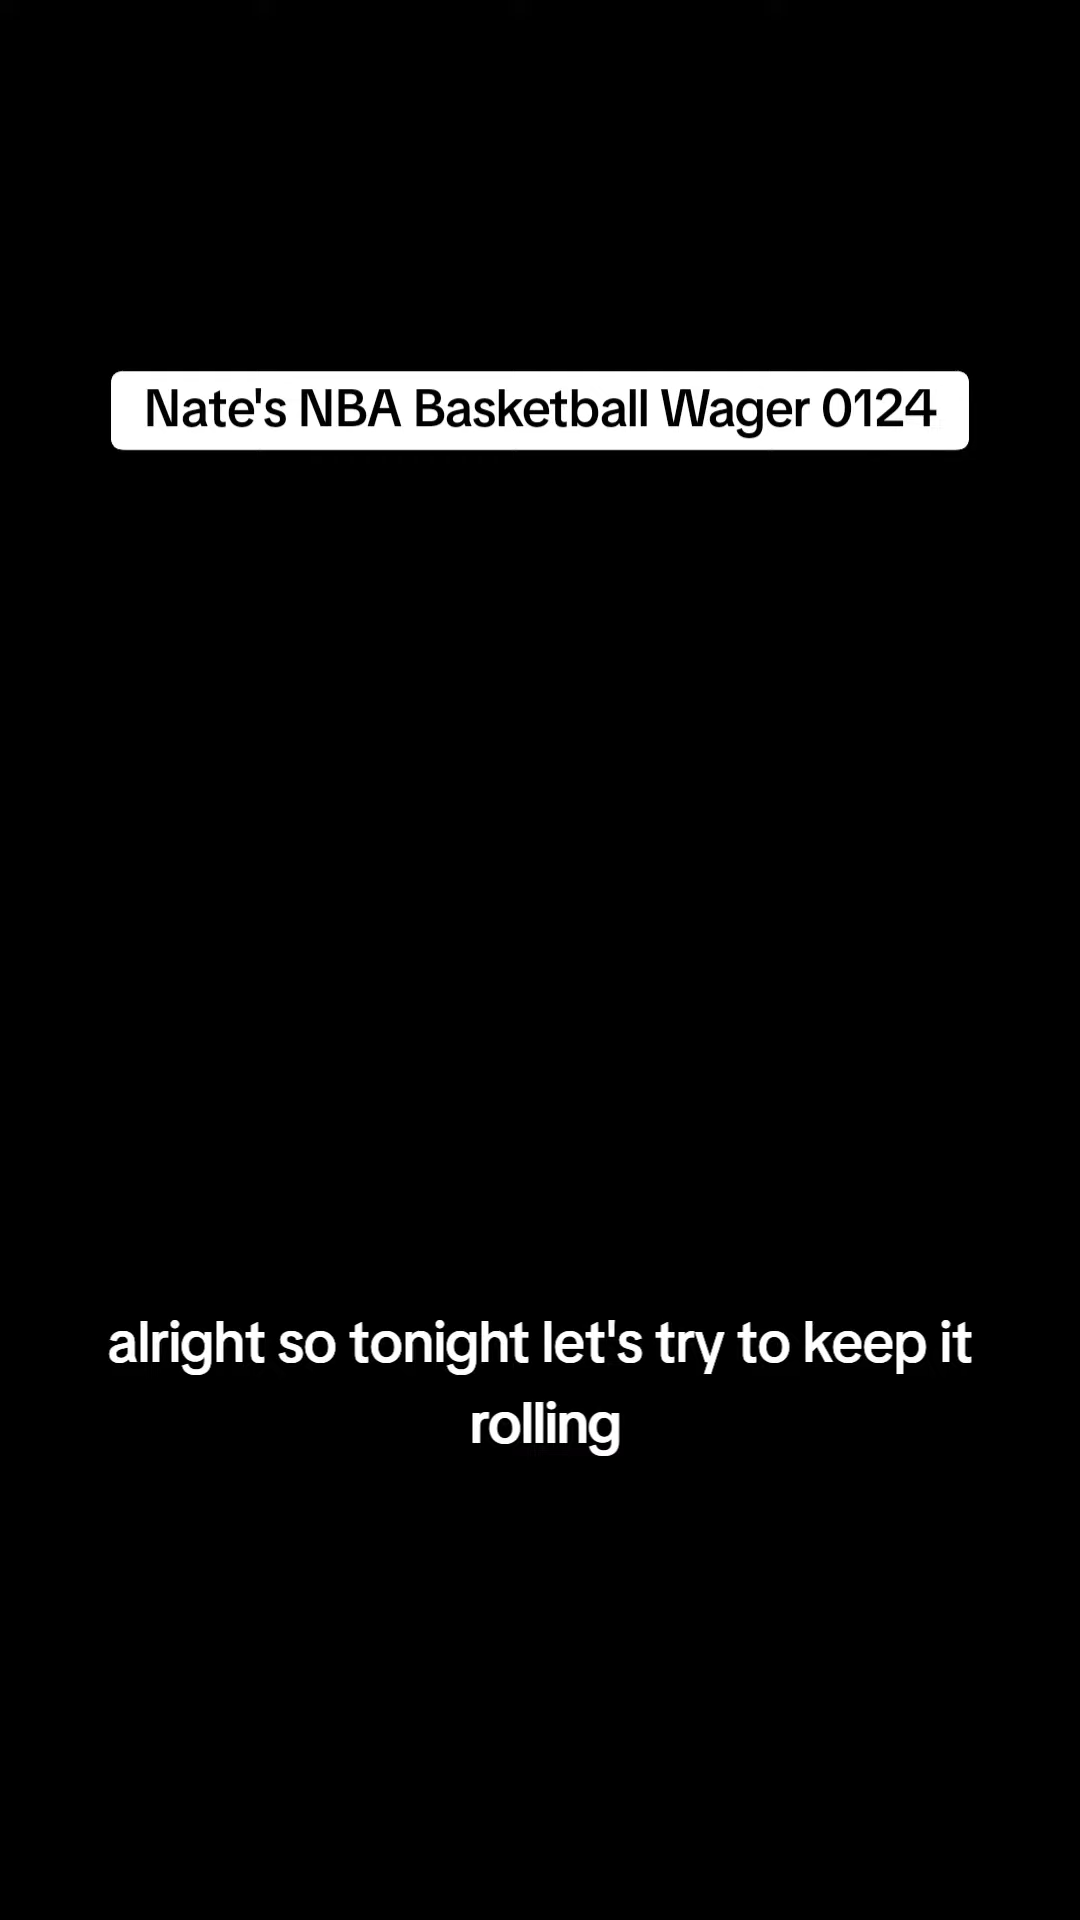 Nate's NBA Basketball Wager 0124
alright so tonight let's try to keep it
rolling